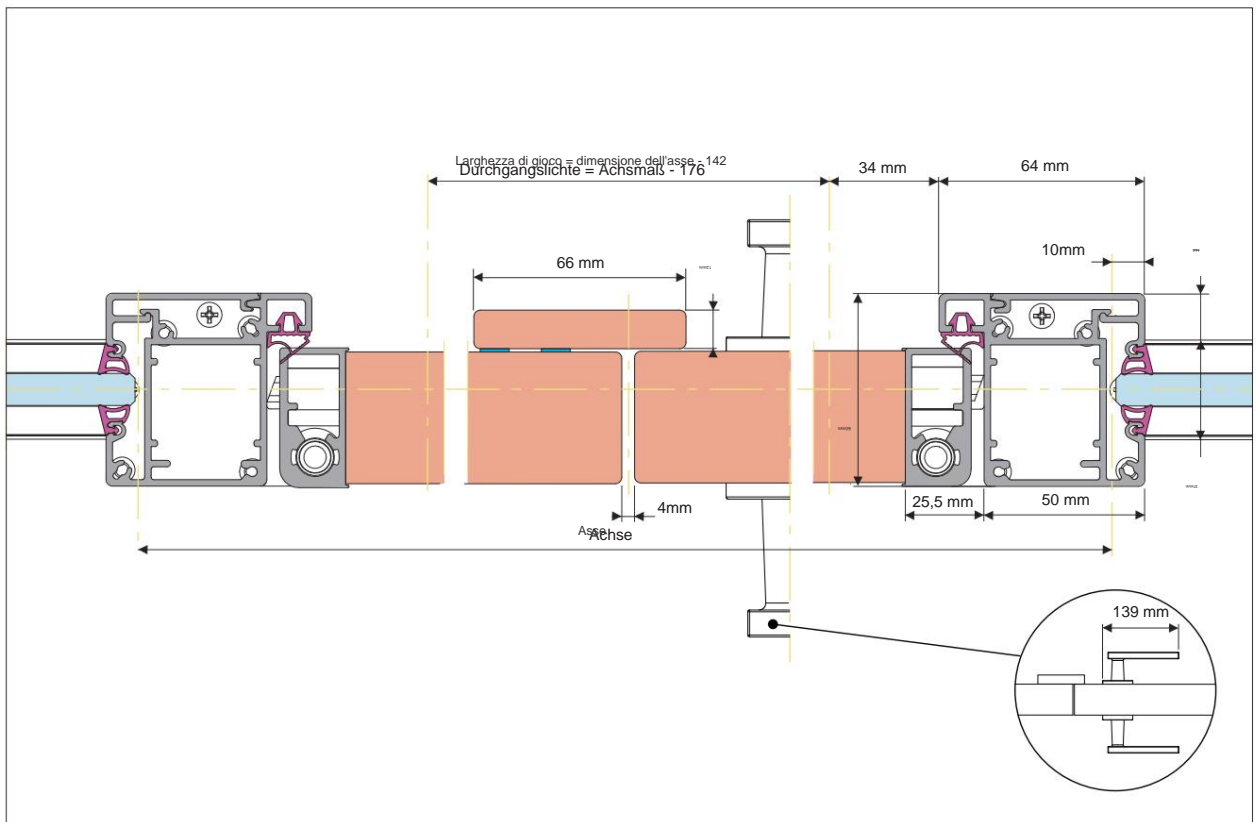 Larghezza di gioco = dimensione dell'asse - 142
Durchgangslichte = Achsmaß - 176
34 mm
64 mm
66 mm
10mm
4mm
25,5 mm
50 mm
Asse
Achse
139 mm